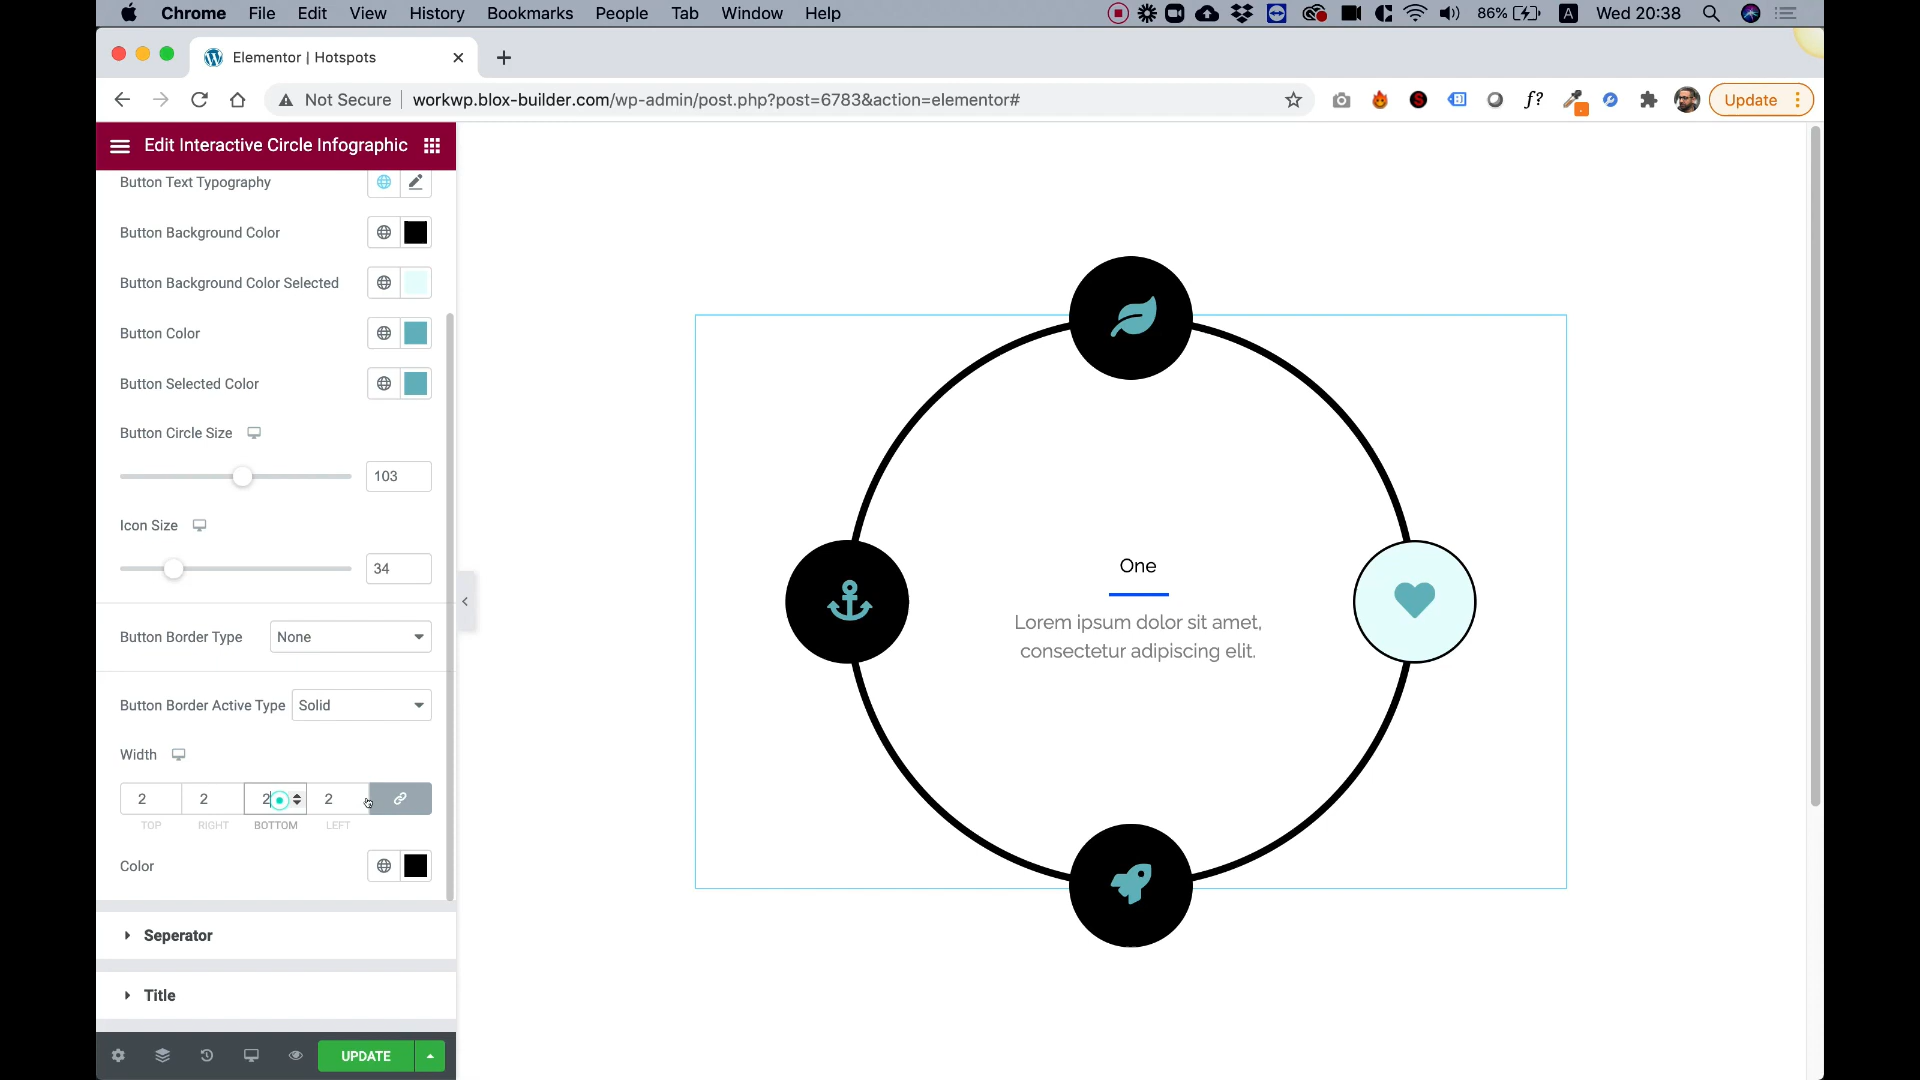 Chrome File Edit View History Bookmarks People Tab Window Help 86% A Wed 20:38
Elementor | Hotspots
Not Secure workwp.blox-builder.com/wp-admin/post.php?post=6783&action=elementor# S f? Update
Edit Interactive Circle Infographic
Button Text Typography
Button Background Color
Button Background Color Selected
Button Color
Button Selected Color
Button Circle Size
103
Icon Size
34
Button Border Type None
Button Border Active Type Solid
Width
2 2 2 2
TOP RIGHT BOTTOM LEFT
Color
Seperator
Title
UPDATE
One
Lorem ipsum dolor sit amet,
consectetur adipiscing elit.